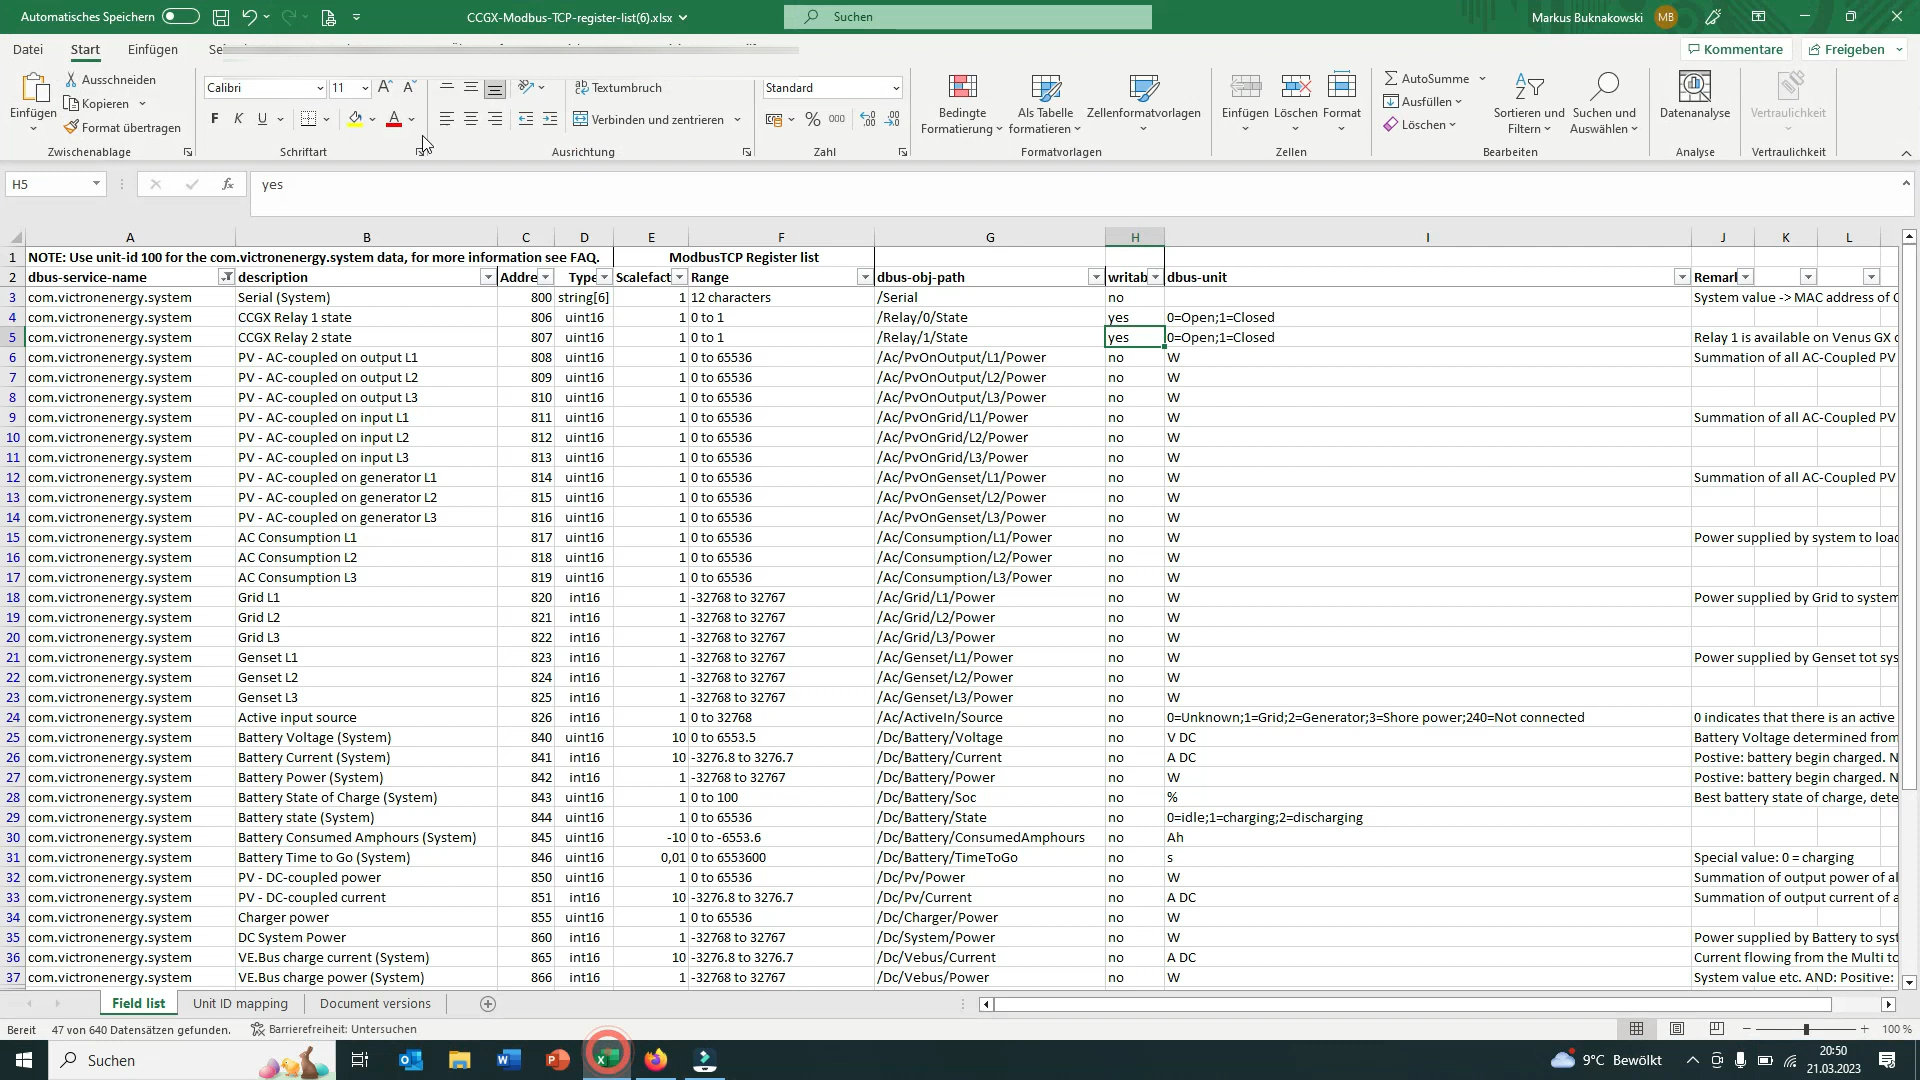 Automatisches Speichern
CCGX-Modbus-TCP-register-list(6).xlsx
Suchen
Markus Buknakowski MB
Datei Start Einfügen
Kommentare Freigeben
Einfügen
Ausschneiden
Kopieren
Format übertragen
Zwischenablage
Calibri 11
F K U
Schriftart
Textumbruch
Verbinden und zentrieren
Ausrichtung
Standard
% 000
Zahl
Bedingte Formatierung
Als Tabelle formatieren
Zellenformatvorlagen
Formatvorlagen
Einfügen Löschen Format
Zellen
AutoSumme
Ausfüllen
Löschen
Sortieren und Filtern
Suchen und Auswählen
Bearbeiten
Datenanalyse
Analyse
Vertraulichkeit
Vertraulichkeit
H5 fx yes
A B C D E F G H I J K L
1 NOTE: Use unit-id 100 for the com.victronenergy.system data, for more information see FAQ. ModbusTCP Register list
2 dbus-service-name description Addre Type Scalefact Range dbus-obj-path writab dbus-unit Remark
3 com.victronenergy.system Serial (System) 800 string[6] 1 12 characters /Serial no System value -> MAC address of
4 com.victronenergy.system CCGX Relay 1 state 806 uint16 1 0 to 1 /Relay/0/State yes 0=Open;1=Closed
5 com.victronenergy.system CCGX Relay 2 state 807 uint16 1 0 to 1 /Relay/1/State yes 0=Open;1=Closed Relay 1 is available on Venus GX
6 com.victronenergy.system PV - AC-coupled on output L1 808 uint16 1 0 to 65536 /Ac/PvOnOutput/L1/Power no W Summation of all AC-Coupled PV
7 com.victronenergy.system PV - AC-coupled on output L2 809 uint16 1 0 to 65536 /Ac/PvOnOutput/L2/Power no W
8 com.victronenergy.system PV - AC-coupled on output L3 810 uint16 1 0 to 65536 /Ac/PvOnOutput/L3/Power no W
9 com.victronenergy.system PV - AC-coupled on input L1 811 uint16 1 0 to 65536 /Ac/PvOnGrid/L1/Power no W Summation of all AC-Coupled PV
10 com.victronenergy.system PV - AC-coupled on input L2 812 uint16 1 0 to 65536 /Ac/PvOnGrid/L2/Power no W
11 com.victronenergy.system PV - AC-coupled on input L3 813 uint16 1 0 to 65536 /Ac/PvOnGrid/L3/Power no W
12 com.victronenergy.system PV - AC-coupled on generator L1 814 uint16 1 0 to 65536 /Ac/PvOnGenset/L1/Power no W Summation of all AC-Coupled PV
13 com.victronenergy.system PV - AC-coupled on generator L2 815 uint16 1 0 to 65536 /Ac/PvOnGenset/L2/Power no W
14 com.victronenergy.system PV - AC-coupled on generator L3 816 uint16 1 0 to 65536 /Ac/PvOnGenset/L3/Power no W
15 com.victronenergy.system AC Consumption L1 817 uint16 1 0 to 65536 /Ac/Consumption/L1/Power no W Power supplied by system to loa
16 com.victronenergy.system AC Consumption L2 818 uint16 1 0 to 65536 /Ac/Consumption/L2/Power no W
17 com.victronenergy.system AC Consumption L3 819 uint16 1 0 to 65536 /Ac/Consumption/L3/Power no W
18 com.victronenergy.system Grid L1 820 int16 1 -32768 to 32767 /Ac/Grid/L1/Power no W Power supplied by Grid to system
19 com.victronenergy.system Grid L2 821 int16 1 -32768 to 32767 /Ac/Grid/L2/Power no W
20 com.victronenergy.system Grid L3 822 int16 1 -32768 to 32767 /Ac/Grid/L3/Power no W
21 com.victronenergy.system Genset L1 823 int16 1 -32768 to 32767 /Ac/Genset/L1/Power no W Power supplied by Genset tot sys
22 com.victronenergy.system Genset L2 824 int16 1 -32768 to 32767 /Ac/Genset/L2/Power no W
23 com.victronenergy.system Genset L3 825 int16 1 -32768 to 32767 /Ac/Genset/L3/Power no W
24 com.victronenergy.system Active input source 826 int16 1 0 to 32768 /Ac/ActiveIn/Source no 0=Unknown;1=Grid;2=Generator;3=Shore power;240=Not connected 0 indicates that there is an active
25 com.victronenergy.system Battery Voltage (System) 840 uint16 10 0 to 6553.5 /Dc/Battery/Voltage no V DC Battery Voltage determined from
26 com.victronenergy.system Battery Current (System) 841 int16 10 -3276.8 to 3276.7 /Dc/Battery/Current no A DC Postive: battery begin charged. N
27 com.victronenergy.system Battery Power (System) 842 int16 1 -32768 to 32767 /Dc/Battery/Power no W Postive: battery begin charged. N
28 com.victronenergy.system Battery State of Charge (System) 843 uint16 1 0 to 100 /Dc/Battery/Soc no % Best battery state of charge, dete
29 com.victronenergy.system Battery state (System) 844 uint16 1 0 to 65536 /Dc/Battery/State no 0=idle;1=charging;2=discharging
30 com.victronenergy.system Battery Consumed Amphours (System) 845 uint16 -10 0 to -6553.6 /Dc/Battery/ConsumedAmphours no Ah
31 com.victronenergy.system Battery Time to Go (System) 846 uint16 0,01 0 to 6553600 /Dc/Battery/TimeToGo no s Special value: 0 = charging
32 com.victronenergy.system PV - DC-coupled power 850 uint16 1 0 to 65536 /Dc/Pv/Power no W Summation of output power of al
33 com.victronenergy.system PV - DC-coupled current 851 int16 10 -3276.8 to 3276.7 /Dc/Pv/Current no A DC Summation of output current of a
34 com.victronenergy.system Charger power 855 uint16 1 0 to 65536 /Dc/Charger/Power no W
35 com.victronenergy.system DC System Power 860 int16 1 -32768 to 32767 /Dc/System/Power no W Power supplied by Battery to syst
36 com.victronenergy.system VE.Bus charge current (System) 865 int16 10 -3276.8 to 3276.7 /Dc/Vebus/Current no A DC Current flowing from the Multi to
37 com.victronenergy.system VE.Bus charge power (System) 866 int16 1 -32768 to 32767 /Dc/Vebus/Power no W System value etc. AND: Positive:
Field list Unit ID mapping Document versions
Bereit 47 von 640 Datensätzen gefunden. Barrierefreiheit: Untersuchen 100 %
Suchen
9°C Bewölkt
20:50
21.03.2023